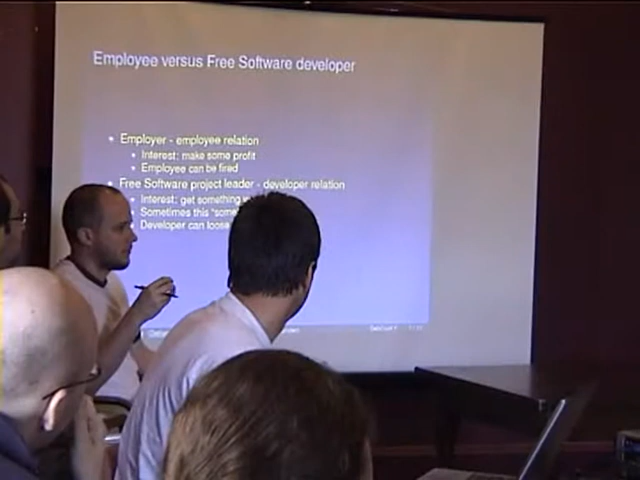 Employee versus Free Software developer
• Employer - employee relation
• Interest: make some profit
• Employee can be fired
• Free Software project leader - developer relation
• Interest: get something
• Sometimes this "some
• Developer can loose